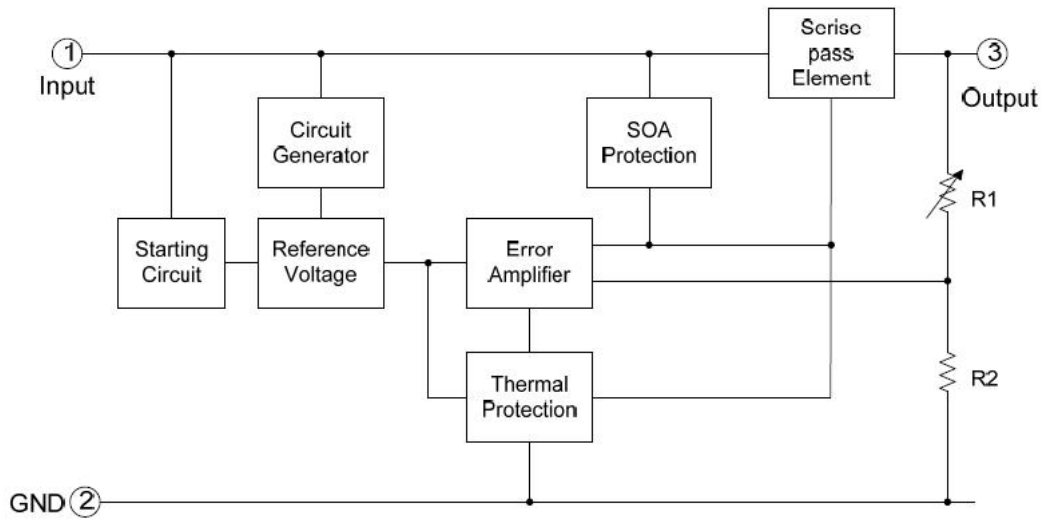 Serise
pass
Element
1
Input
3
Output
Circuit
Generator
SOA
Protection
R1
Starting
Circuit
Reference
Voltage
Error
Amplifier
Thermal
Protection
R2
GND 2